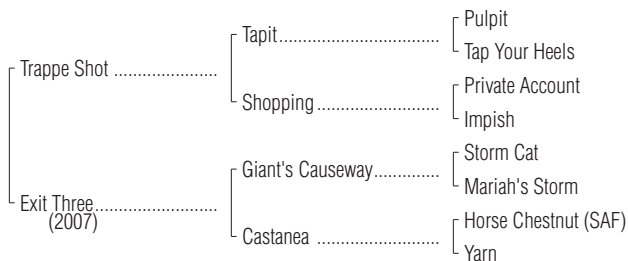 Pulpit
Tapit
Tap Your Heels
Trappe Shot
Private Account
Shopping
Impish
Storm Cat
Giant's Causeway
Mariah's Storm
Exit Three
(2007)
Horse Chestnut (SAF)
Castanea
Yarn